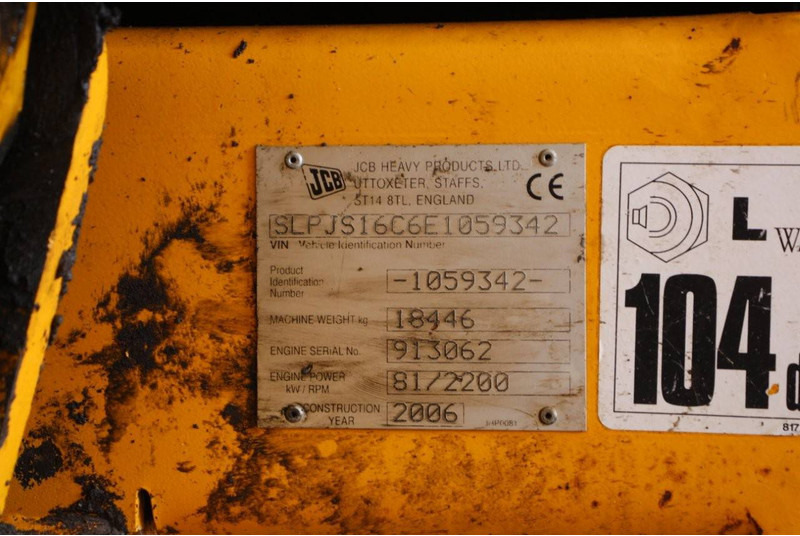 JCB
JCB HEAVY PRODUCTS LTD.
UTTOXETER, STAFFS,
ST14 8TL, ENGLAND
CE
SLPJS16C6E1059342
VIN Vehicle Identification Number
Product
Identification
Number
-1059342-
MACHINE WEIGHT kg
18446
ENGINE SERIAL No.
913062
ENGINE POWER
kW / RPM
81/2200
CONSTRUCTION
YEAR
2006
L
WA
104
d
817